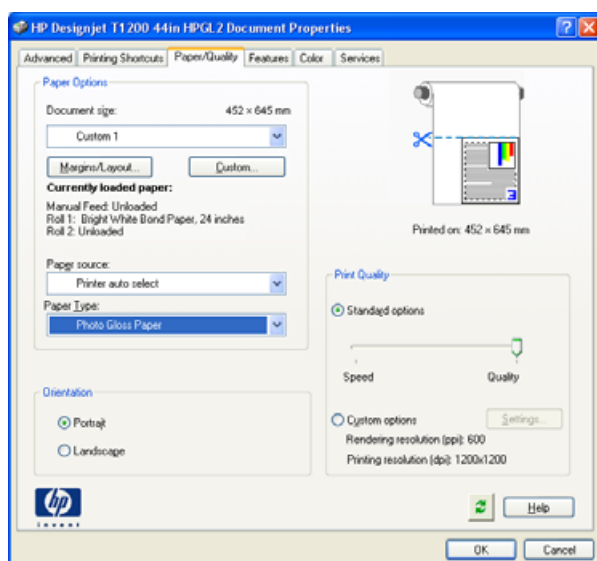 HP Designjet T1200 44in HPGL2 Document Properties
Advanced Printing Shortcuts Paper/Quality Features Color Services
Paper Options
Document size: 452 × 645 mm
Custom 1
Margins/Layout... Custom...
Currently loaded paper:
Manual Feed: Unloaded
Roll 1: Bright White Bond Paper, 24 inches
Roll 2: Unloaded
Paper source:
Printer auto select
Paper Type:
Photo Gloss Paper
Orientation
Portrait
Landscape
3
Printed on: 452 × 645 mm
Print Quality
Standard options
Speed Quality
Custom options Settings...
Rendering resolution (ppi): 600
Printing resolution (dpi): 1200x1200
hp
invent
Help
OK Cancel